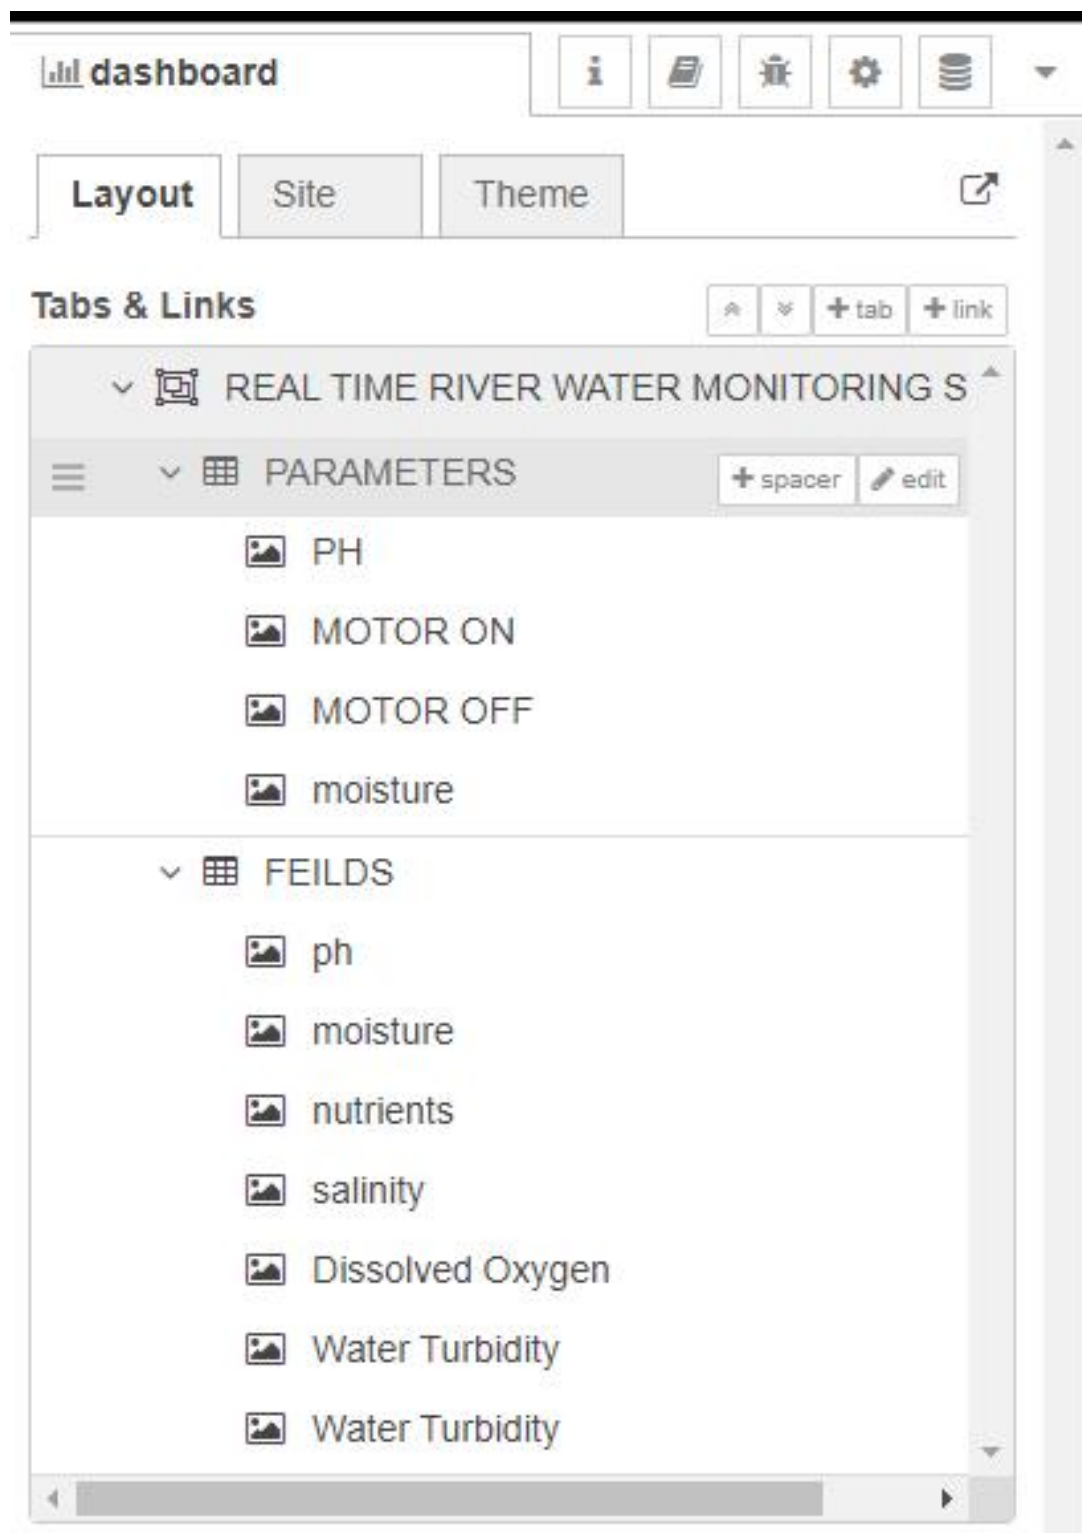 dashboard
Layout Site Theme
Tabs & Links + tab + link
REAL TIME RIVER WATER MONITORING S
PARAMETERS + spacer edit
PH
MOTOR ON
MOTOR OFF
moisture
FEILDS
ph
moisture
nutrients
salinity
Dissolved Oxygen
Water Turbidity
Water Turbidity